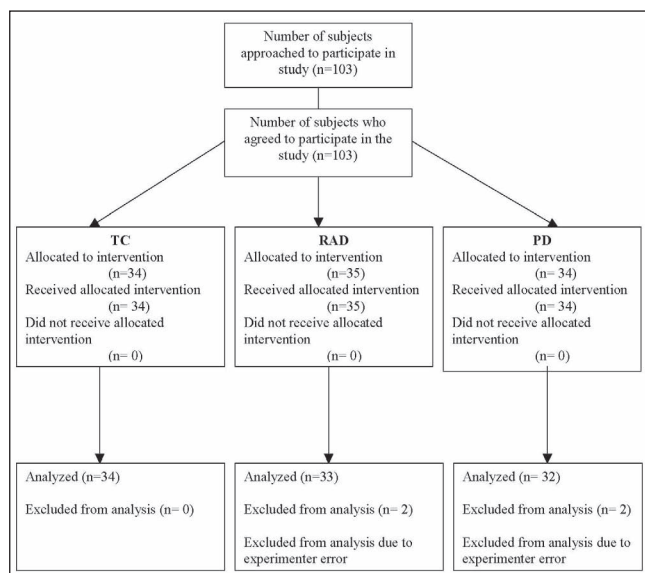 Number of subjects
approached to participate in
study (n=103)
Number of subjects who
agreed to participate in the
study (n=103)
TC
Allocated to intervention
(n=34)
Received allocated intervention
(n= 34)
Did not receive allocated
intervention
(n= 0)
RAD
Allocated to intervention
(n=35)
Received allocated intervention
(n=35)
Did not receive allocated
intervention
(n= 0)
PD
Allocated to intervention
(n= 34)
Received allocated intervention
(n= 34)
Did not receive allocated
intervention
(n= 0)
Analyzed (n=34)
Excluded from analysis (n= 0)
Analyzed (n=33)
Excluded from analysis (n= 2)
Excluded from analysis due to
experimenter error
Analyzed (n= 32)
Excluded from analysis (n= 2)
Excluded from analysis due to
experimenter error